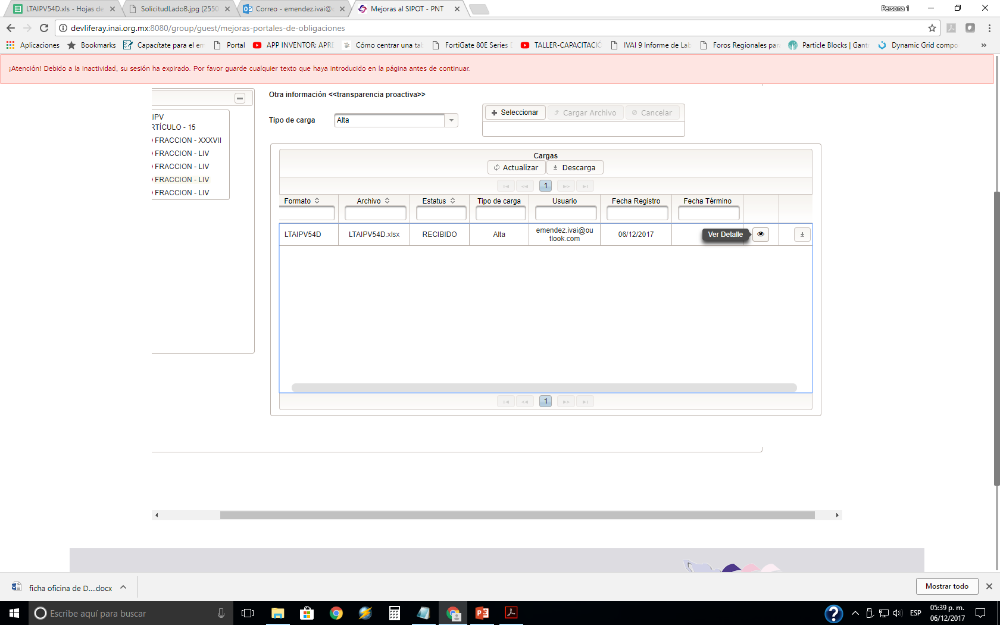 LTAIPV54D.xls - Hojas de
SolicitudLadoB.jpg (2550
Correo - emendez.ivai@o
Mejoras al SIPOT - PNT
Persona 1
devliferay.inai.org.mx:8080/group/guest/mejoras-portales-de-obligaciones
Aplicaciones
Bookmarks
Capacítate para el em
Portal
APP INVENTOR: APRE
Cómo centrar una tab
FortiGate 80E Series D
TALLER-CAPACITACIÓ
IVAI 9 Informe de Lab
Foros Regionales para
Particle Blocks | Gant
Dynamic Grid compo
»
¡Atención! Debido a la inactividad, su sesión ha expirado. Por favor guarde cualquier texto que haya introducido en la página antes de continuar.
IPV
RTÍCULO - 15
FRACCION - XXXVII
FRACCION - LIV
FRACCION - LIV
FRACCION - LIV
FRACCION - LIV
Otra información <<transparencia proactiva>>
Tipo de carga Alta
Seleccionar Cargar Archivo Cancelar
Cargas
Actualizar Descarga
1
Formato Archivo Estatus Tipo de carga Usuario Fecha Registro Fecha Término
LTAIPV54D LTAIPV54D.xlsx RECIBIDO Alta emendez.ivai@ou 06/12/2017 Ver Detalle
tlook.com
1
ficha oficina de D....docx
Mostrar todo
Escribe aquí para buscar
ESP
05:39 p. m.
06/12/2017